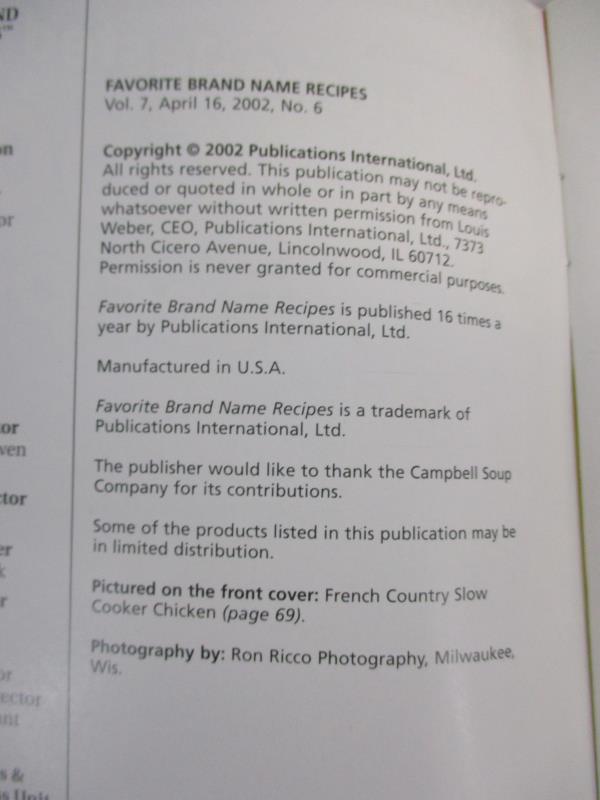 FAVORITE BRAND NAME RECIPES
Vol. 7, April 16, 2002, No. 6
Copyright © 2002 Publications International, Ltd.
All rights reserved. This publication may not be repro-
duced or quoted in whole or in part by any means
whatsoever without written permission from Louis
Weber, CEO, Publications International, Ltd., 7373
North Cicero Avenue, Lincolnwood, IL 60712.
Permission is never granted for commercial purposes.
Favorite Brand Name Recipes is published 16 times a
year by Publications International, Ltd.
Manufactured in U.S.A.
Favorite Brand Name Recipes is a trademark of
Publications International, Ltd.
The publisher would like to thank the Campbell Soup
Company for its contributions.
Some of the products listed in this publication may be
in limited distribution.
Pictured on the front cover: French Country Slow
Cooker Chicken (page 69).
Photography by: Ron Ricco Photography, Milwaukee,
Wis.